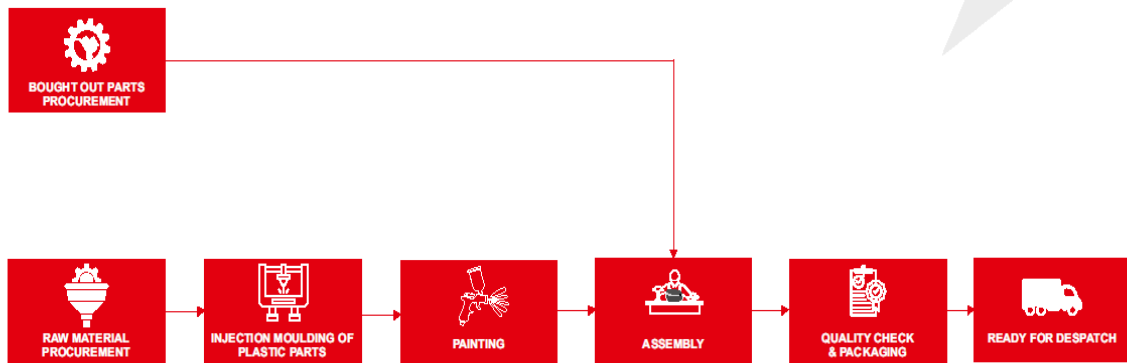 BOUGHT OUT PARTS
PROCUREMENT
RAW MATERIAL
PROCUREMENT
INJECTION MOULDING OF
PLASTIC PARTS
PAINTING
ASSEMBLY
QUALITY CHECK
& PACKAGING
READY FOR DESPATCH